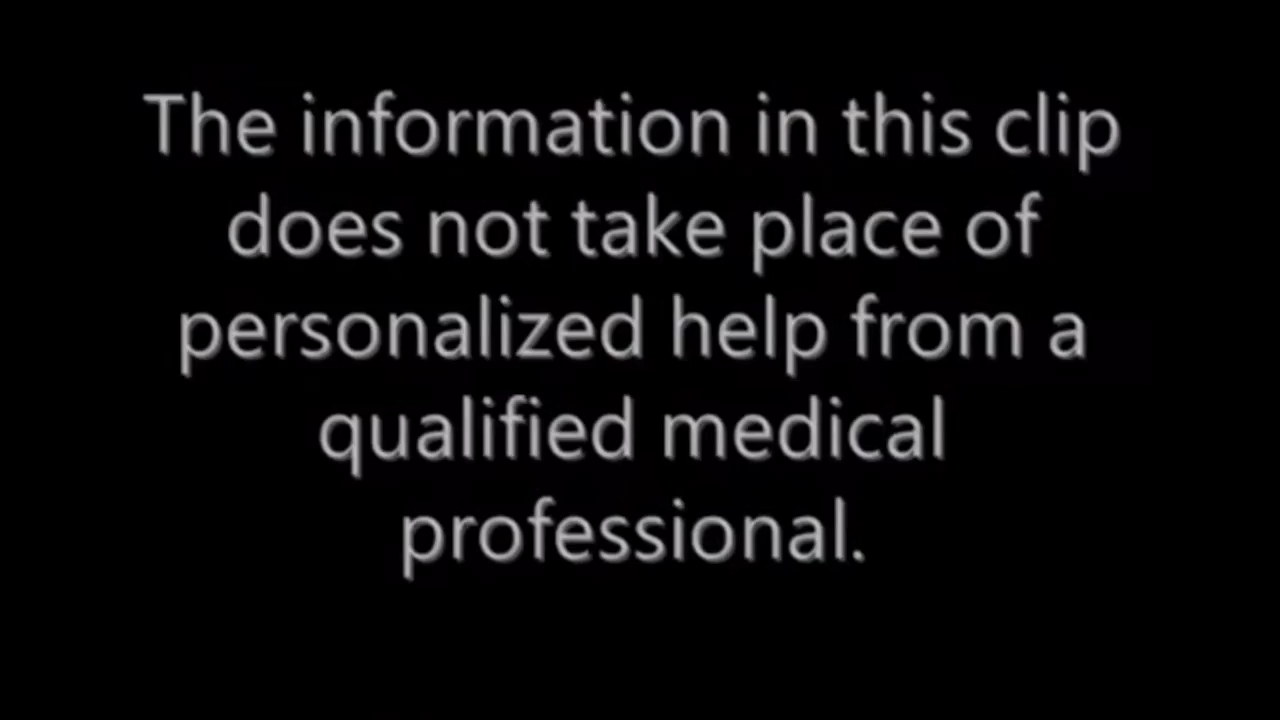 The information in this clip
does not take place of
personalized help from a
qualified medical
professional.